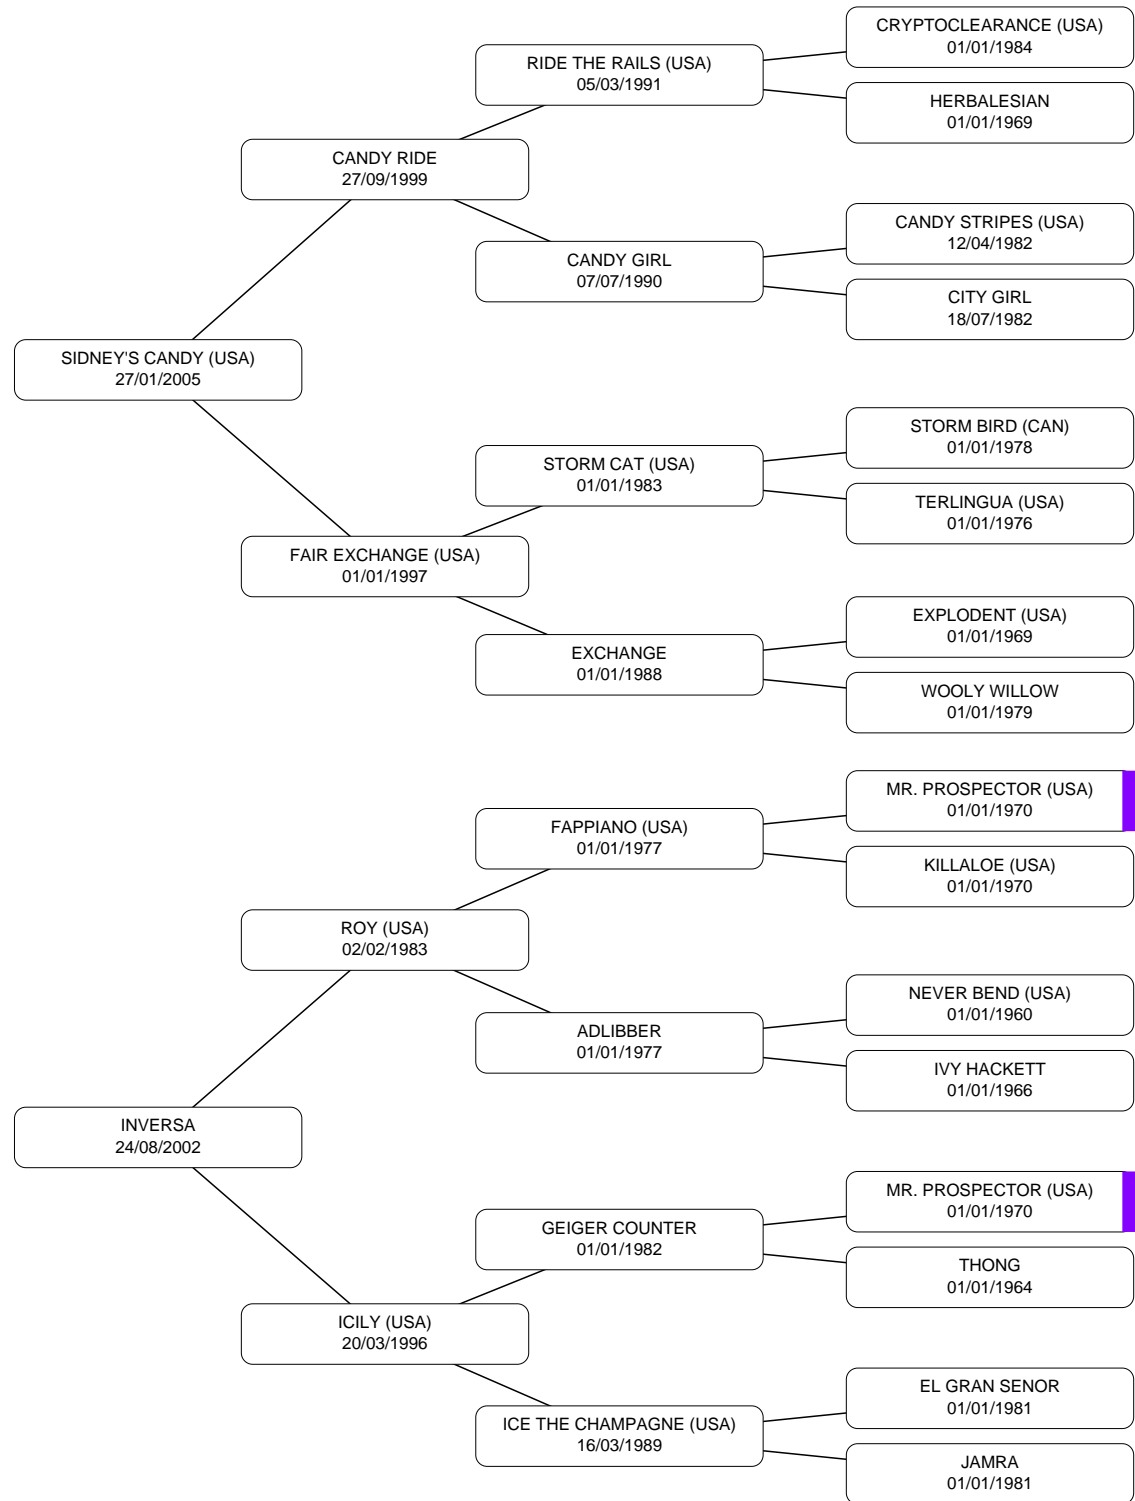 CRYPTOCLEARANCE (USA)
01/01/1984
RIDE THE RAILS (USA)
05/03/1991
HERBALESIAN
01/01/1969
CANDY RIDE
27/09/1999
CANDY STRIPES (USA)
12/04/1982
CANDY GIRL
07/07/1990
CITY GIRL
18/07/1982
SIDNEY'S CANDY (USA)
27/01/2005
STORM BIRD (CAN)
01/01/1978
STORM CAT (USA)
01/01/1983
TERLINGUA (USA)
01/01/1976
FAIR EXCHANGE (USA)
01/01/1997
EXPLODENT (USA)
01/01/1969
EXCHANGE
01/01/1988
WOOLY WILLOW
01/01/1979
MR. PROSPECTOR (USA)
01/01/1970
FAPPIANO (USA)
01/01/1977
KILLALOE (USA)
01/01/1970
ROY (USA)
02/02/1983
NEVER BEND (USA)
01/01/1960
ADLIBBER
01/01/1977
IVY HACKETT
01/01/1966
INVERSA
24/08/2002
MR. PROSPECTOR (USA)
01/01/1970
GEIGER COUNTER
01/01/1982
THONG
01/01/1964
ICILY (USA)
20/03/1996
EL GRAN SENOR
01/01/1981
ICE THE CHAMPAGNE (USA)
16/03/1989
JAMRA
01/01/1981